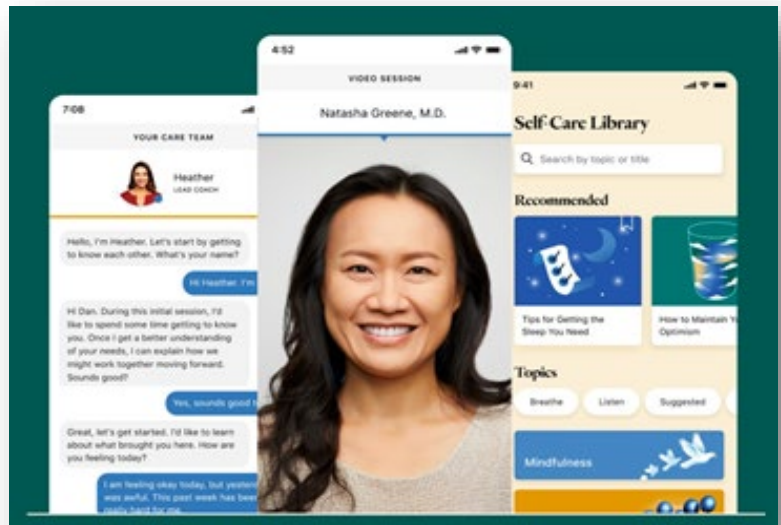 7:08
YOUR CARE TEAM
Heather
LEAD COACH
Hello, I'm Heather. Let's start by getting
to know each other. What's your name?
Hi Heather. I'm
Hi Dan. During this initial session, I'd
like to spend some time getting to know
you. Once I get a better understanding
of your needs, I can explain how we
might work together moving forward.
Sounds good?
Yes, sounds good
Great, let's get started. I'd like to learn
about what brought you here. How are
you feeling today?
I am feeling okay today, but
was awful. This past week has
really hard for me.
4:52
VIDEO SESSION
Natasha Greene, M.D.
9:41
Self-Care Library
Search by topic or title
Recommended
Tips for Getting the
Sleep You Need
How to Maintain
Optimism
Topics
Breathe
Listen
Suggested
Mindfulness